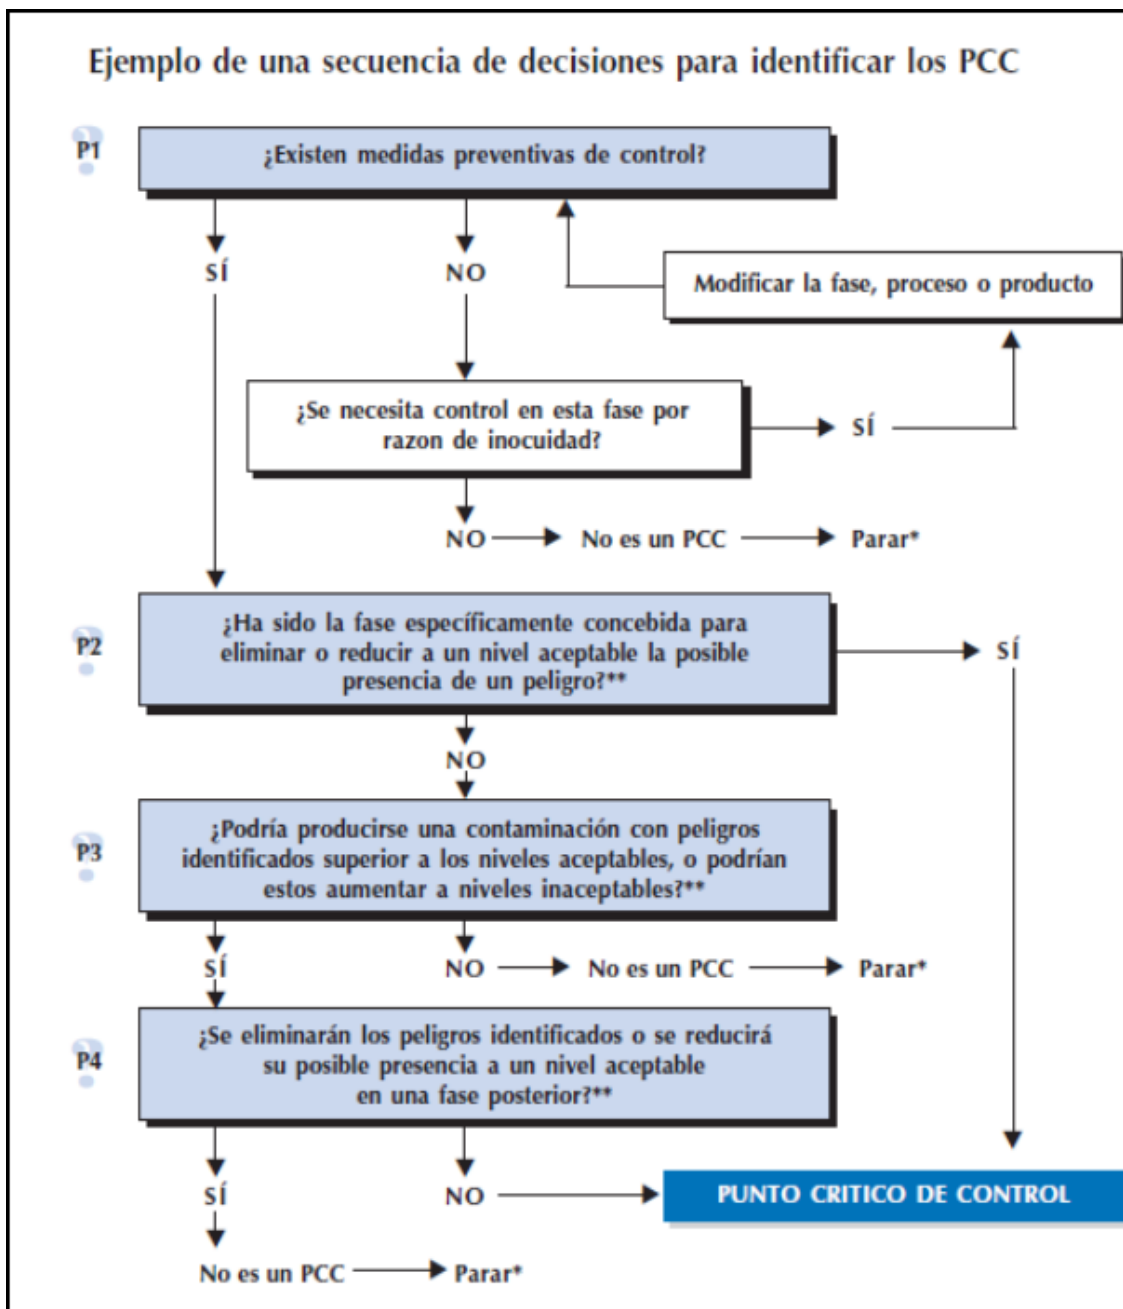 Ejemplo de una secuencia de decisiones para identificar los PCC
P1
¿Existen medidas preventivas de control?
SÍ
NO
Modificar la fase, proceso o producto
¿Se necesita control en esta fase por
razon de inocuidad?
SÍ
NO
No es un PCC
Parar*
P2
¿Ha sido la fase específicamente concebida para
eliminar o reducir a un nivel aceptable la posible
presencia de un peligro?**
SÍ
NO
P3
¿Podría producirse una contaminación con peligros
identificados superior a los niveles aceptables, o podrían
estos aumentar a niveles inaceptables?**
SÍ
NO
No es un PCC
Parar*
P4
¿Se eliminarán los peligros identificados o se reducirá
su posible presencia a un nivel aceptable
en una fase posterior?**
SÍ
NO
PUNTO CRITICO DE CONTROL
No es un PCC
Parar*